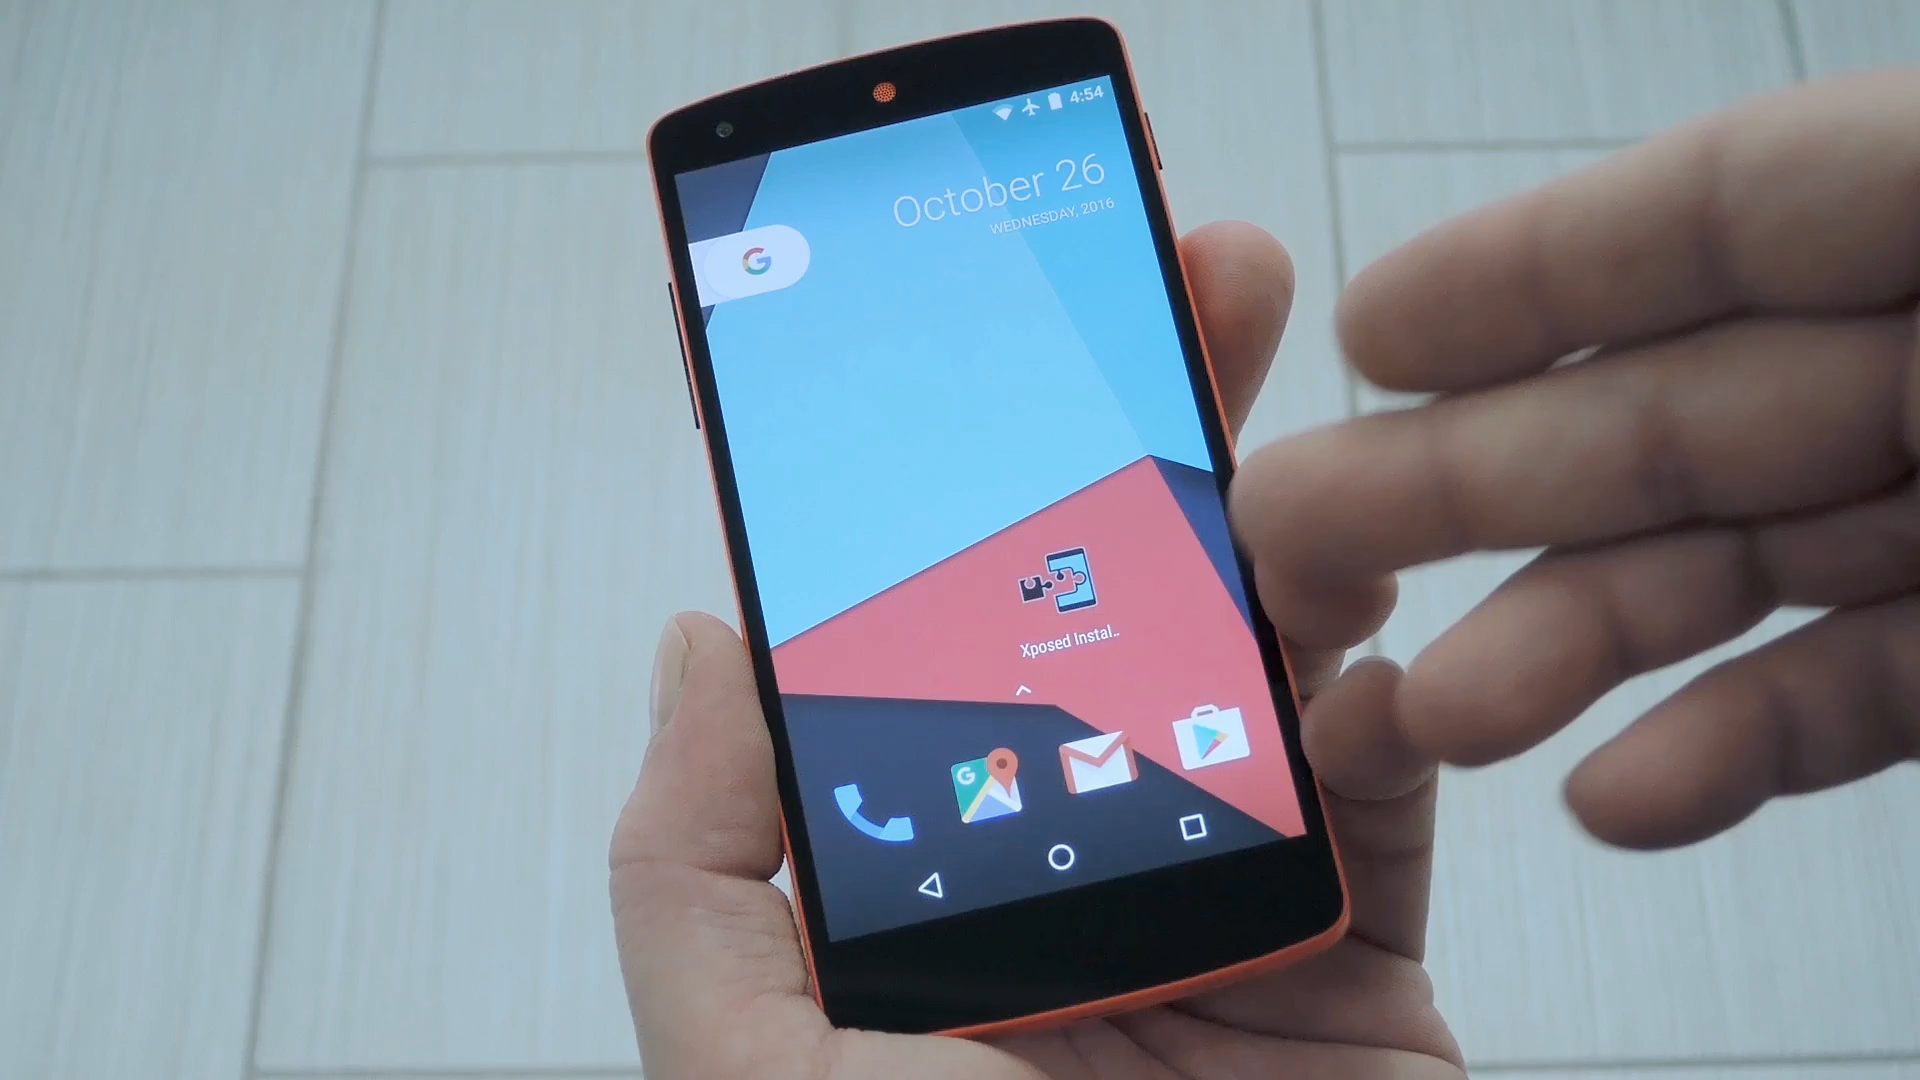 4:54
October 26
WEDNESDAY, 2016
G
Xposed Instal..
G